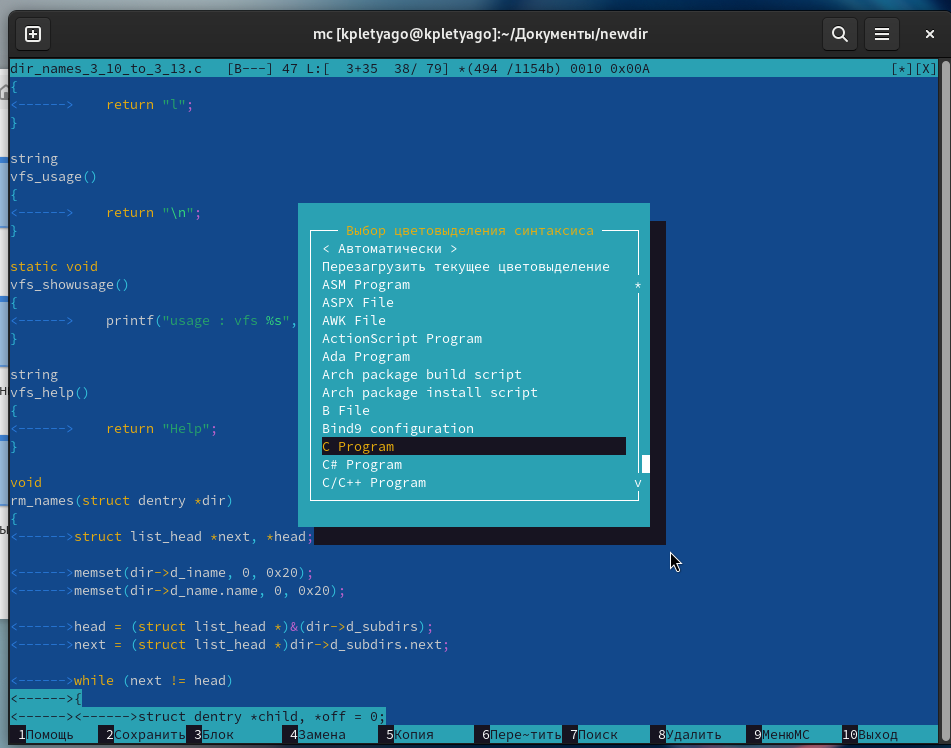 mc [kpletyago@kpletyago]:~/Документы/newdir
dir_names_3_10_to_3_13.c   [B---] 47 L:[  3+35  38/ 79] *(494 /1154b) 0010 0x00A [*][X]
{
<------>    return "l";
}
string
vfs_usage()
{
<------>    return "\n";
}
static void
vfs_showusage()
{
<------>    printf("usage : vfs %s",
}
string
vfs_help()
{
<------>    return "Help";
}
void
rm_names(struct dentry *dir)
{
<------>struct list_head *next, *head;
<------>memset(dir->d_iname, 0, 0x20);
<------>memset(dir->d_name.name, 0, 0x20);
<------>head = (struct list_head *)&(dir->d_subdirs);
<------>next = (struct list_head *)dir->d_subdirs.next;
<------>while (next != head)
<------>{
<------><------>struct dentry *child, *off = 0;
Выбор цветовыделения синтаксиса
< Автоматически >
Перезагрузить текущее цветовыделение
ASM Program
ASPX File
AWK File
ActionScript Program
Ada Program
Arch package build script
Arch package install script
B File
Bind9 configuration
C Program
C# Program
C/C++ Program
1Помощь 2Сохранить 3Блок 4Замена 5Копия 6Пере~тить 7Поиск 8Удалить 9МенюMC 10Выход